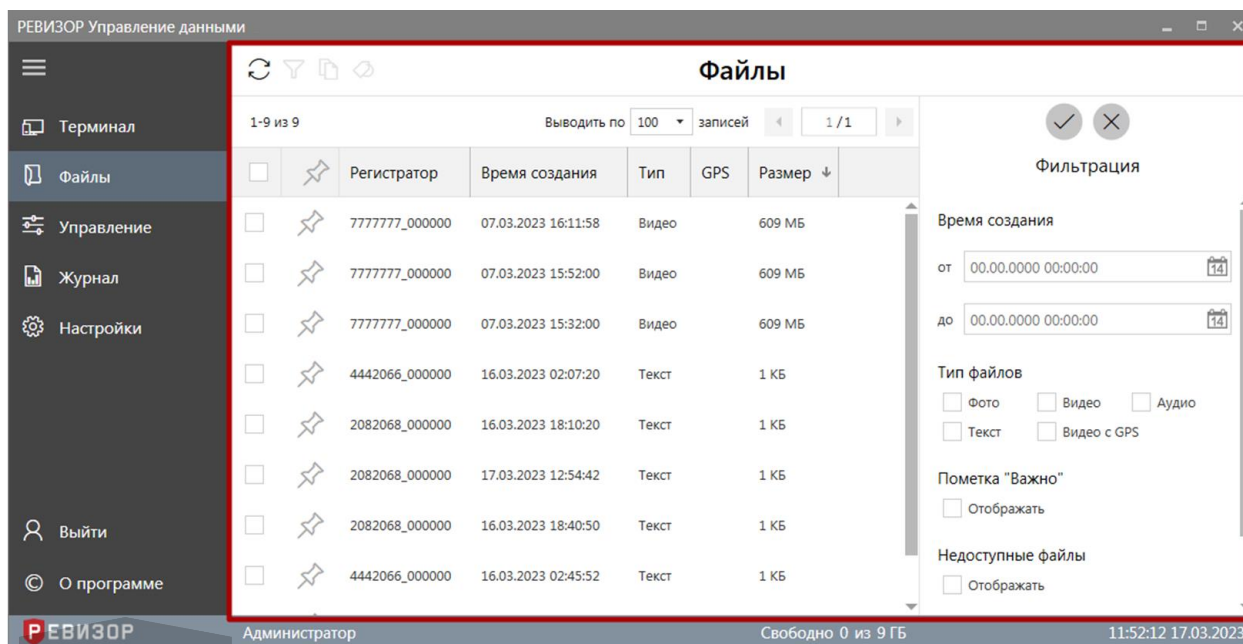 РЕВИЗОР Управление данными
Файлы
1-9 из 9 Выводить по 100 записей 1/1
Терминал
Файлы
Управление
Журнал
Настройки
Выйти
О программе
Регистратор Время создания Тип GPS Размер
7777777_000000 07.03.2023 16:11:58 Видео 609 МБ
7777777_000000 07.03.2023 15:52:00 Видео 609 МБ
7777777_000000 07.03.2023 15:32:00 Видео 609 МБ
4442066_000000 16.03.2023 02:07:20 Текст 1 КБ
2082068_000000 16.03.2023 18:10:20 Текст 1 КБ
2082068_000000 17.03.2023 12:54:42 Текст 1 КБ
2082068_000000 16.03.2023 18:40:50 Текст 1 КБ
4442066_000000 16.03.2023 02:45:52 Текст 1 КБ
Фильтрация
Время создания
от 00.00.0000 00:00:00 14
до 00.00.0000 00:00:00 14
Тип файлов
Фото Видео Аудио
Текст Видео с GPS
Пометка "Важно"
Отображать
Недоступные файлы
Отображать
РЕВИЗОР Администратор Свободно 0 из 9 ГБ 11:52:12 17.03.2023